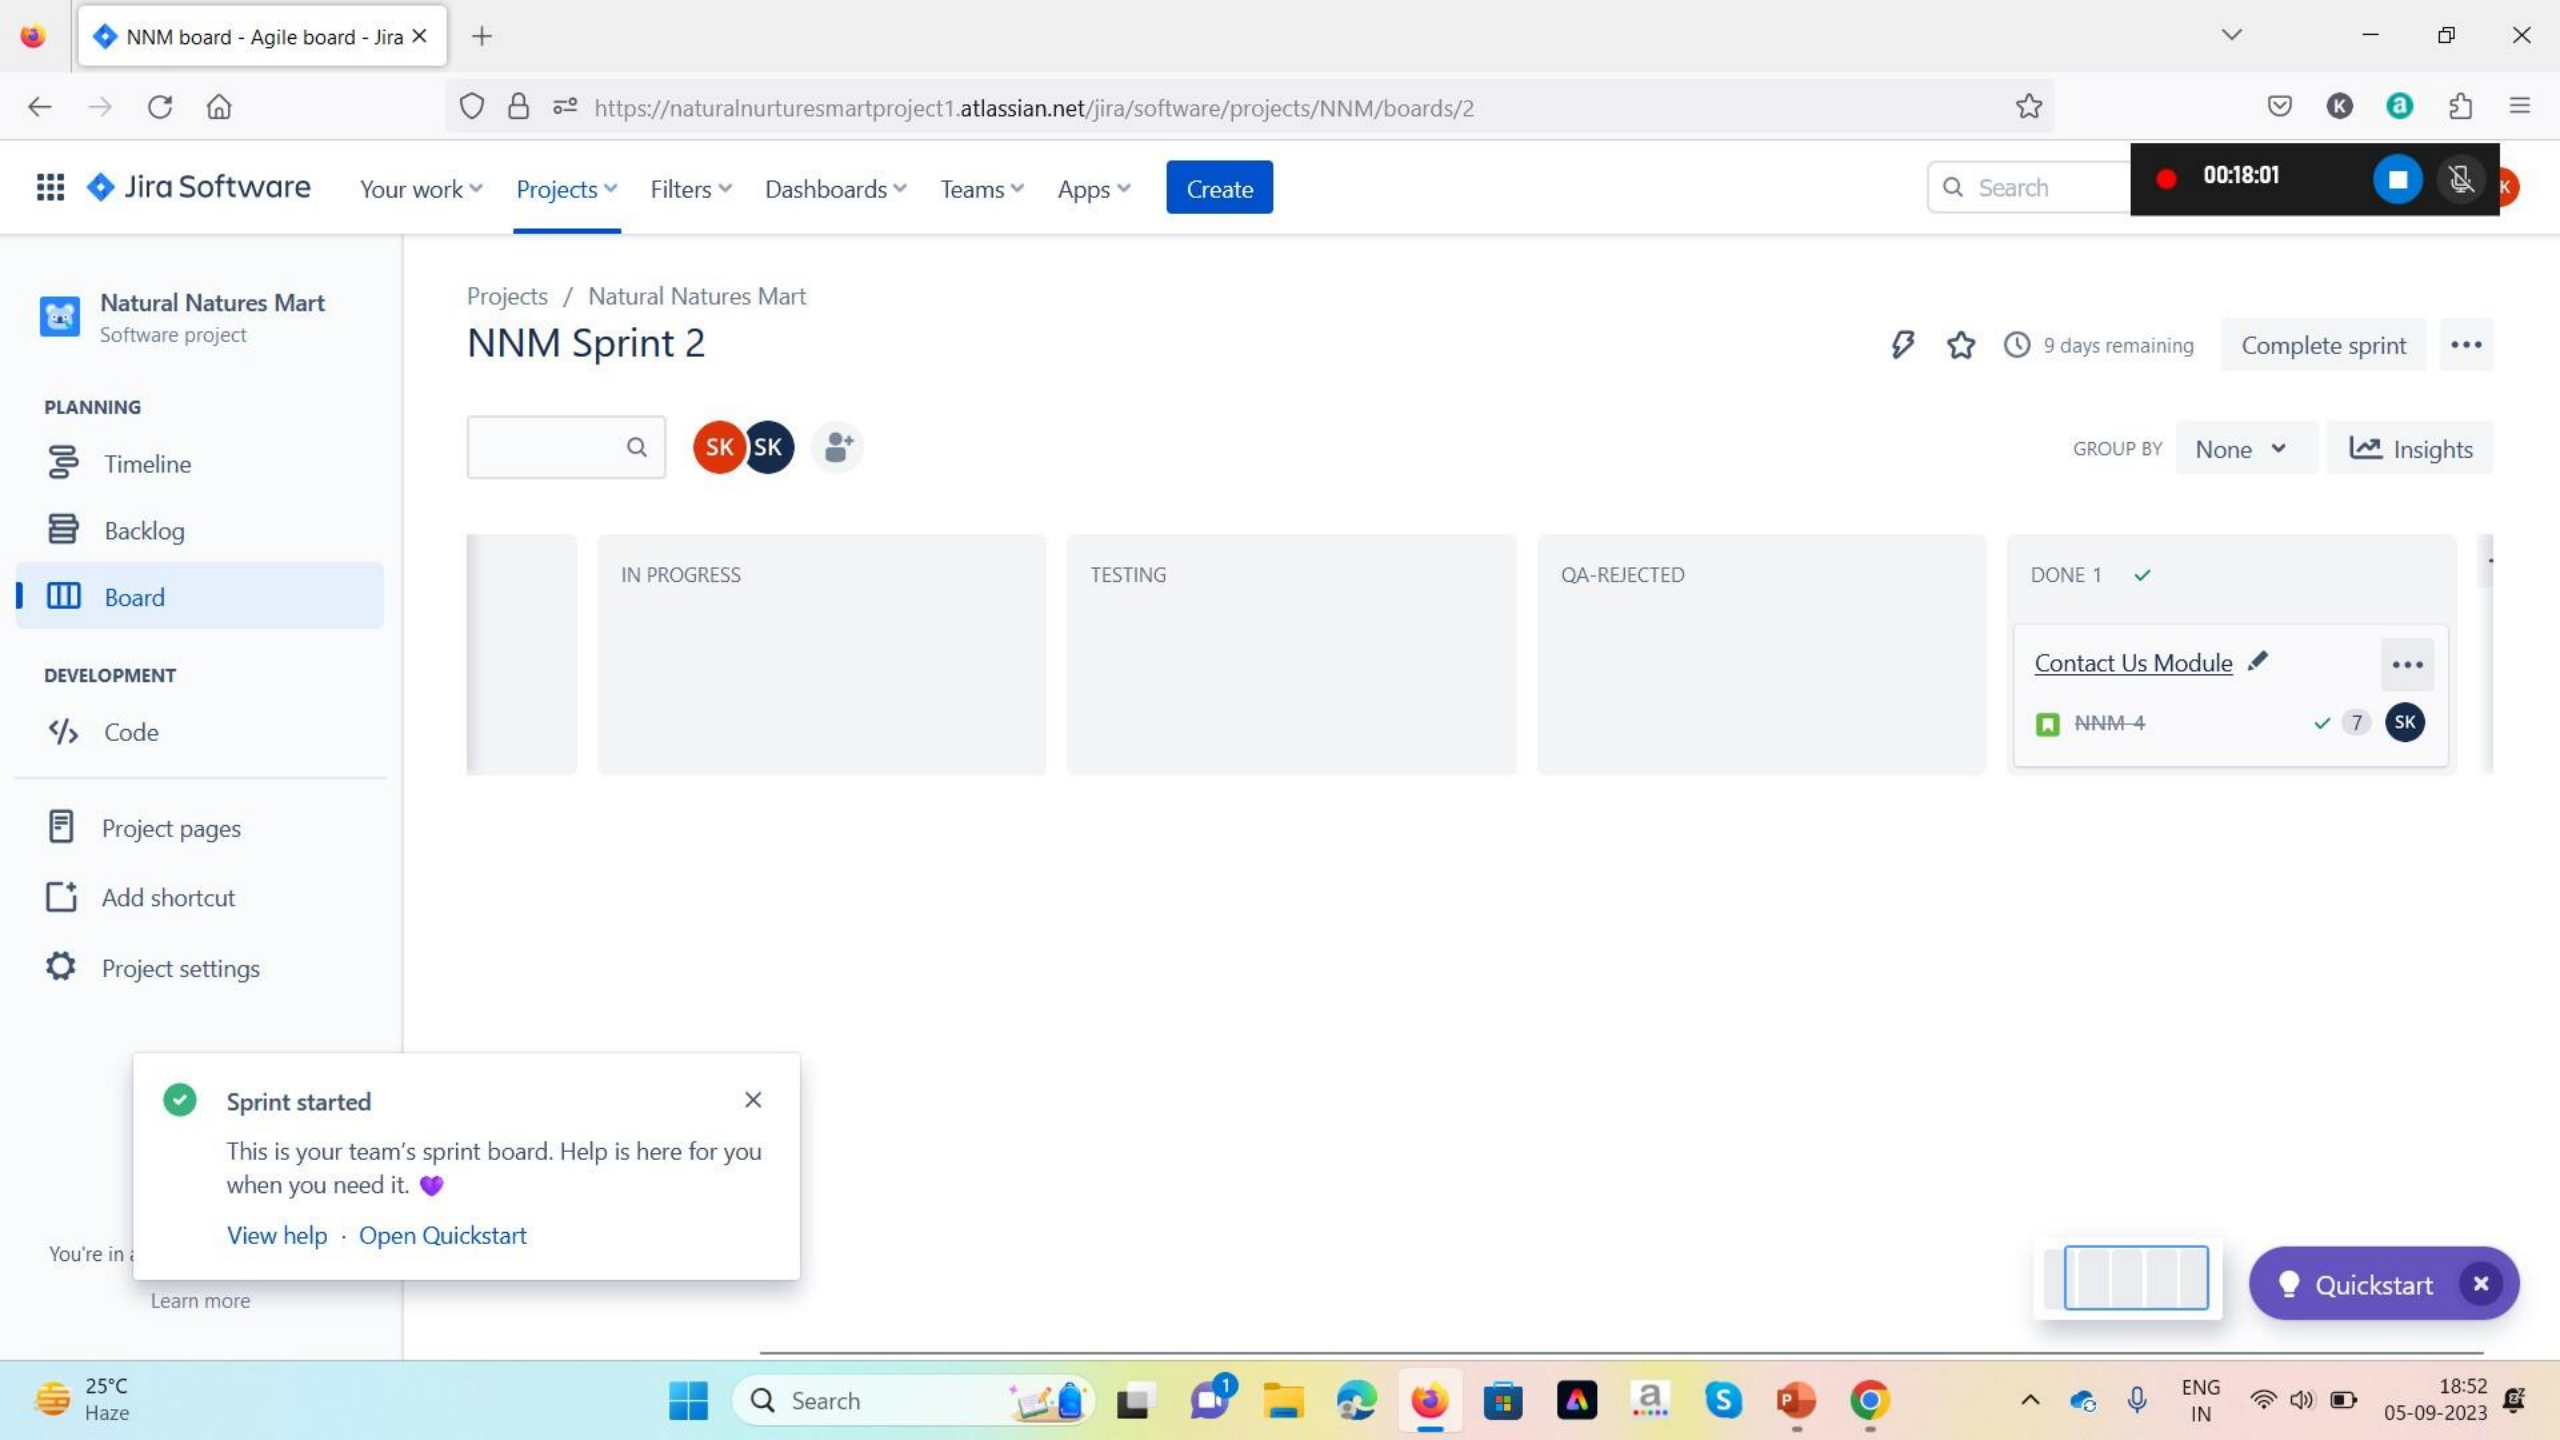 NNM board - Agile board - Jira
https://naturalnurturesmartproject1.atlassian.net/jira/software/projects/NNM/boards/2
K
a
Jira Software
Your work
Projects
Filters
Dashboards
Teams
Apps
Create
Search
00:18:01
K
Natural Natures Mart
Software project
PLANNING
Timeline
Backlog
Board
DEVELOPMENT
Code
Project pages
Add shortcut
Project settings
You're in
Learn more
Projects / Natural Natures Mart
NNM Sprint 2
9 days remaining
Complete sprint
SK
SK
GROUP BY
None
Insights
IN PROGRESS
TESTING
QA-REJECTED
DONE 1
Contact Us Module
NNM-4
7
SK
Sprint started
This is your team's sprint board. Help is here for you
when you need it.
View help · Open Quickstart
Quickstart
25°C
Haze
Search
1
a
S
P
ENG
IN
18:52
05-09-2023